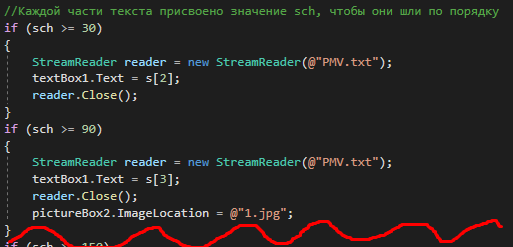 //Каждой части текста присвоено значение sch, чтобы они шли по порядку
if (sch >= 30)
{
StreamReader reader = new StreamReader(@"PMV.txt");
textBox1.Text = s[2];
reader.Close();
}
if (sch >= 90)
{
StreamReader reader = new StreamReader(@"PMV.txt");
textBox1.Text = s[3];
reader.Close();
pictureBox2.ImageLocation = @"1.jpg";
}
if (sch >= 150)